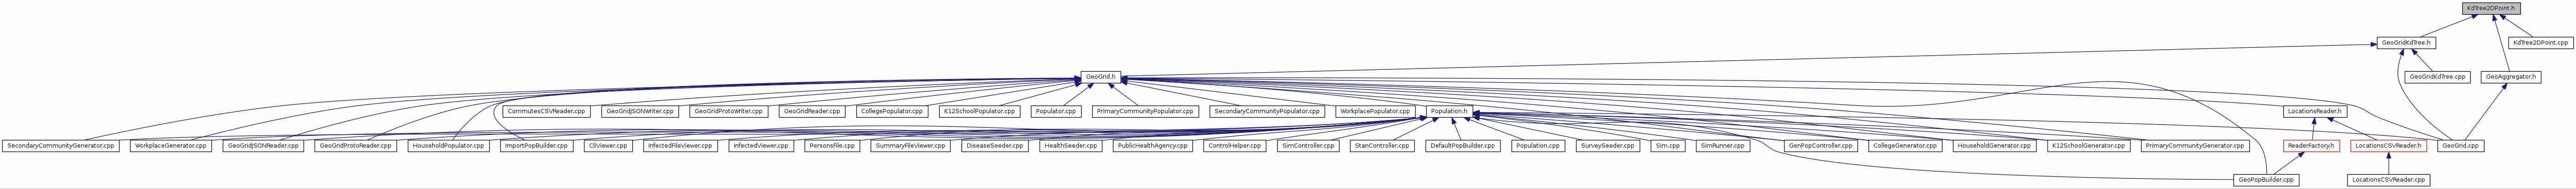 KdTree2DPoint.h
GeoGridKdTree.h
KdTree2DPoint.cpp
GeoGrid.h
GeoGridKdTree.cpp
GeoAggregator.h
CommutesCSVReader.cpp
GeoGridJSONWriter.cpp
GeoGridProtoWriter.cpp
GeoGridReader.cpp
CollegePopulator.cpp
K12SchoolPopulator.cpp
Populator.cpp
PrimaryCommunityPopulator.cpp
SecondaryCommunityPopulator.cpp
WorkplacePopulator.cpp
Population.h
LocationsReader.h
SecondaryCommunityGenerator.cpp
WorkplaceGenerator.cpp
GeoGridJSONReader.cpp
GeoGridProtoReader.cpp
HouseholdPopulator.cpp
ImportPopBuilder.cpp
CliViewer.cpp
InfectedFileViewer.cpp
InfectedViewer.cpp
PersonsFile.cpp
SummaryFileViewer.cpp
DiseaseSeeder.cpp
HealthSeeder.cpp
PublicHealthAgency.cpp
ControlHelper.cpp
SimController.cpp
StanController.cpp
DefaultPopBuilder.cpp
Population.cpp
SurveySeeder.cpp
Sim.cpp
SimRunner.cpp
GenPopController.cpp
CollegeGenerator.cpp
HouseholdGenerator.cpp
K12SchoolGenerator.cpp
PrimaryCommunityGenerator.cpp
ReaderFactory.h
LocationsCSVReader.h
GeoGrid.cpp
GeoPopBuilder.cpp
LocationsCSVReader.cpp